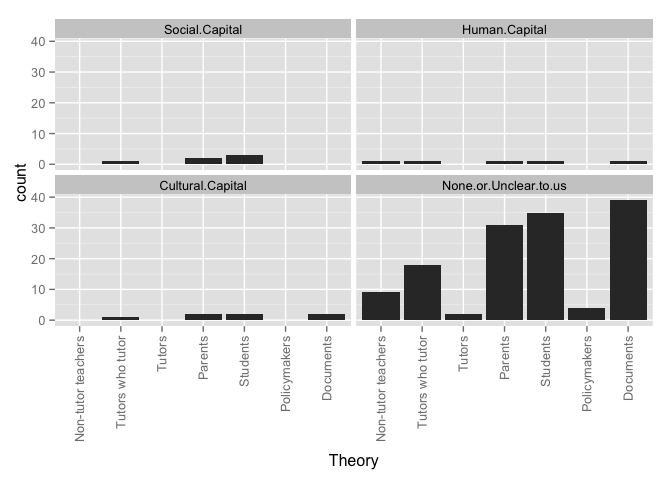 Social.Capital
Human.Capital
40
30
20
10
0
count
Cultural.Capital
None.or.Unclear.to.us
40
30
20
10
0
Non-tutor teachers
Tutors who tutor
Tutors
Parents
Students
Policymakers
Documents
Non-tutor teachers
Tutors who tutor
Tutors
Parents
Students
Policymakers
Documents
Theory